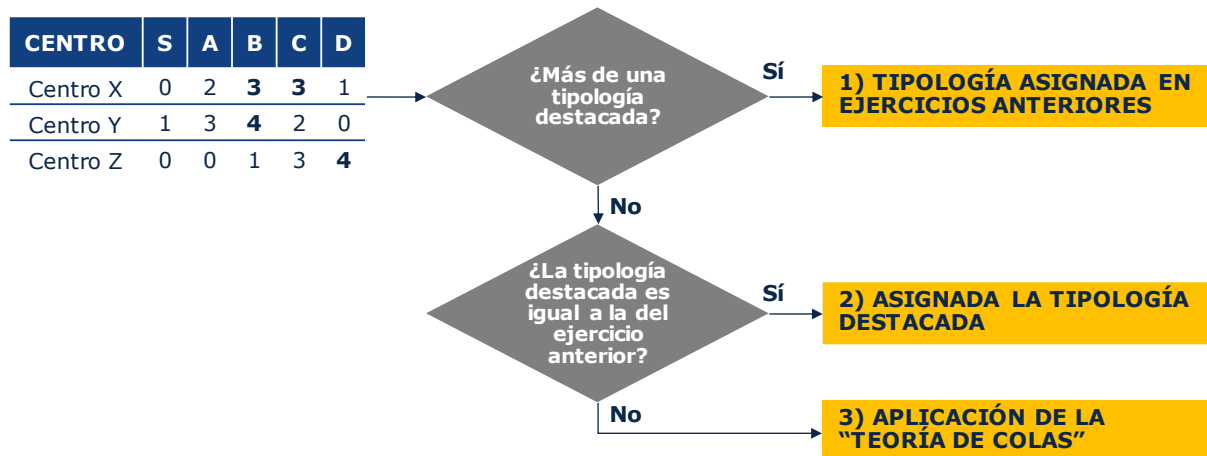 CENTRO S A B C D
Centro X 0 2 3 3 1
Centro Y 1 3 4 2 0
Centro Z 0 0 1 3 4
¿Más de una
tipología
destacada?
Sí
1) TIPOLOGÍA ASIGNADA EN
EJERCICIOS ANTERIORES
No
¿La tipología
destacada es
igual a la del
ejercicio
anterior?
Sí
2) ASIGNADA LA TIPOLOGÍA
DESTACADA
No
3) APLICACIÓN DE LA
“TEORÍA DE COLAS”